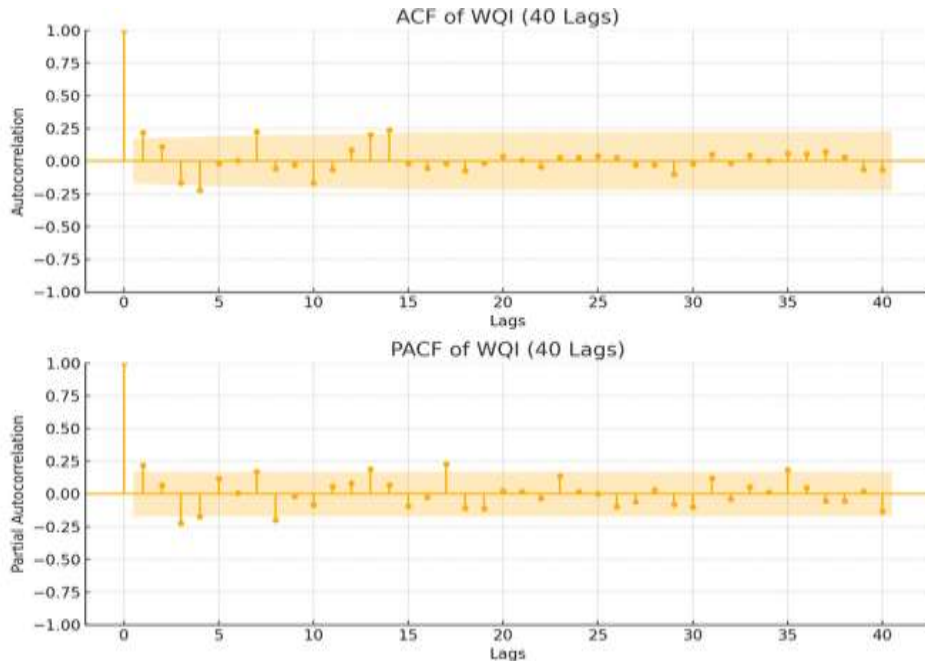 ACF of WQI (40 Lags)
1.00
0.75
0.50
0.25
0.00
−0.25
−0.50
−0.75
−1.00
Autocorrelation
0 5 10 15 20 25 30 35 40
Lags
PACF of WQI (40 Lags)
1.00
0.75
0.50
0.25
0.00
−0.25
−0.50
−0.75
−1.00
Partial Autocorrelation
0 5 10 15 20 25 30 35 40
Lags